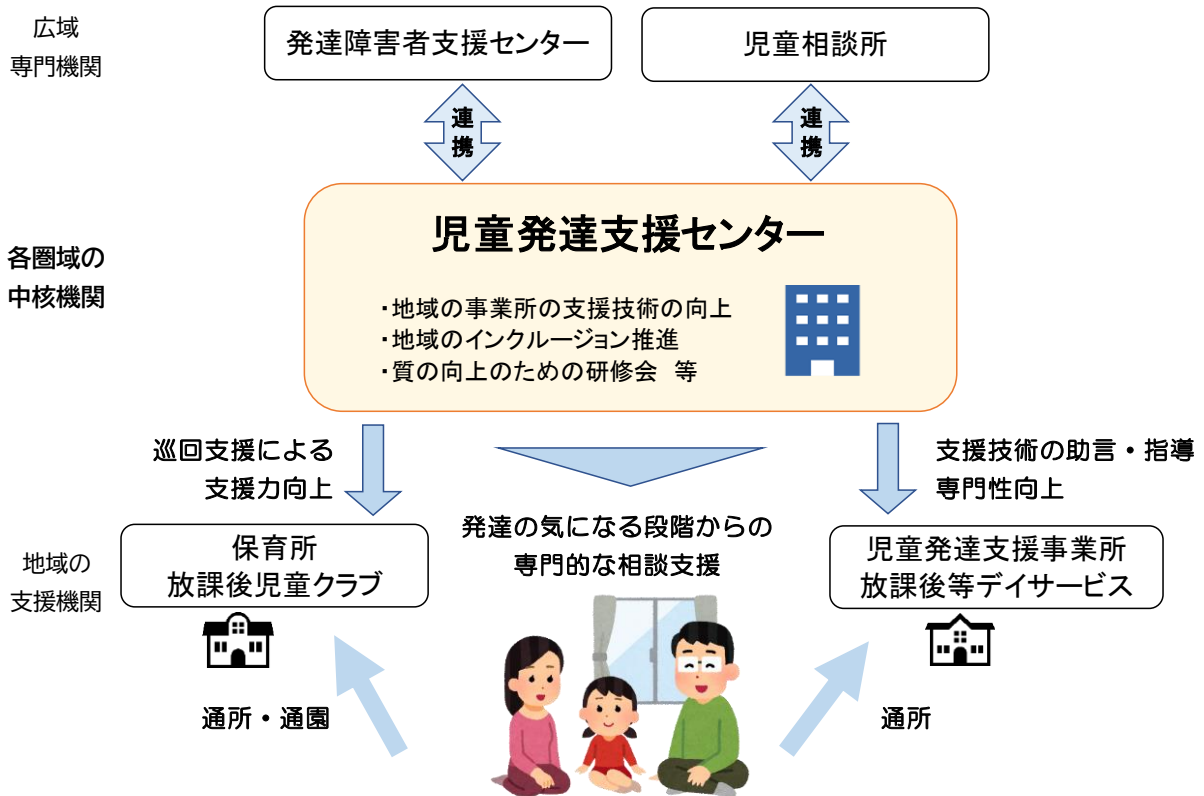 広域
専門機関
発達障害者支援センター
児童相談所
連携
連携
各圏域の
中核機関
児童発達支援センター
・地域の事業所の支援技術の向上
・地域のインクルージョン推進
・質の向上のための研修会　等
巡回支援による
支援力向上
支援技術の助言・指導
専門性向上
地域の
支援機関
保育所
放課後児童クラブ
発達の気になる段階からの
専門的な相談支援
児童発達支援事業所
放課後等デイサービス
通所・通園
通所